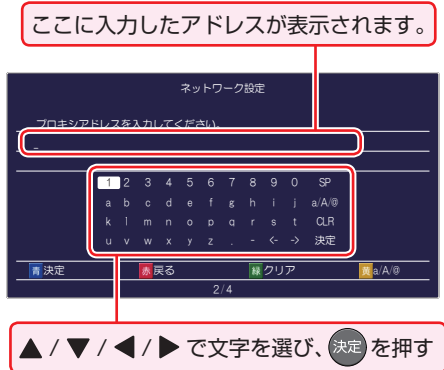 ここに入力したアドレスが表示されます。
ネットワーク設定
プロキシアドレスを入力してください。
_
1 2 3 4 5 6 7 8 9 0 SP
a b c d e f g h i j a/A/@
k l m n o p q r s t CLR
u v w x y z . - <- -> 決定
青 決定 赤 戻る 緑 クリア 黄 a/A/@
2/4
▲ / ▼ / ◀ / ▶ で文字を選び、決定 を押す